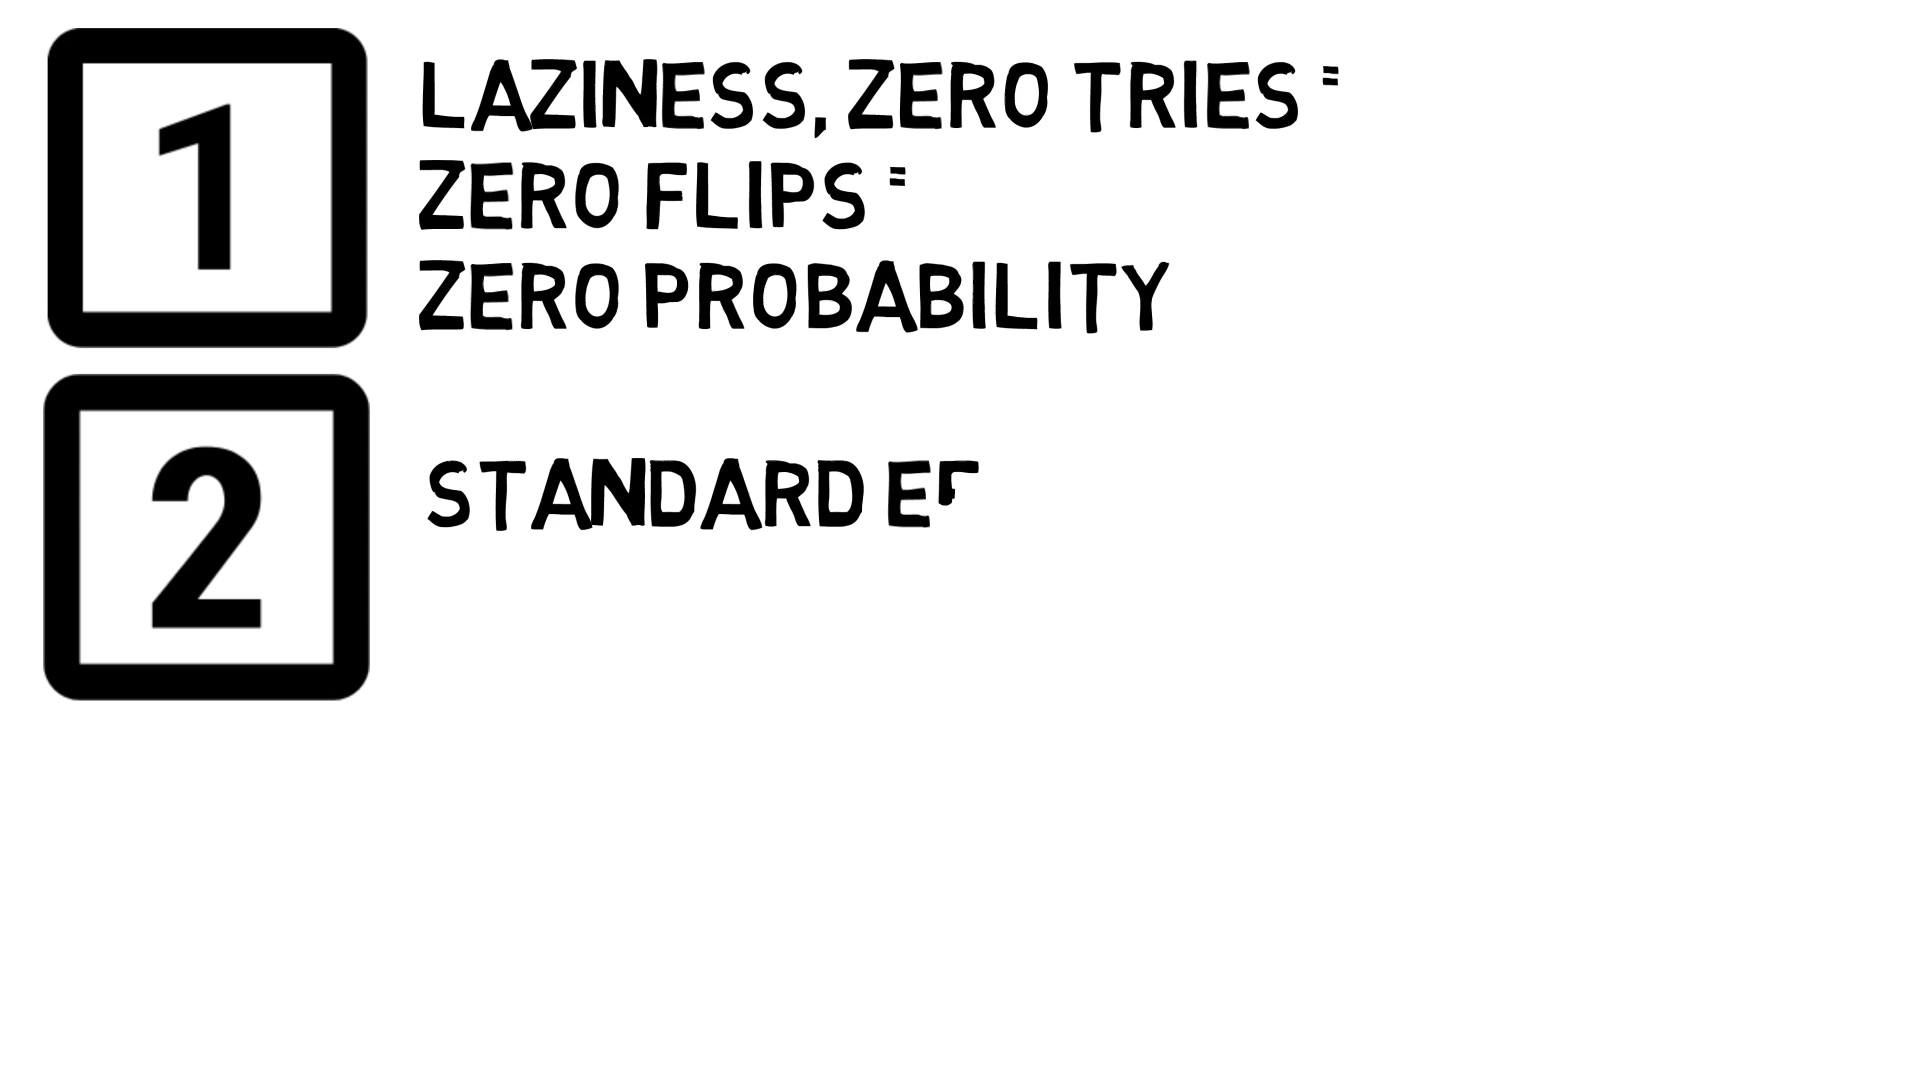 1
LAZINESS, ZERO TRIES =
ZERO FLIPS =
ZERO PROBABILITY
2
STANDARD